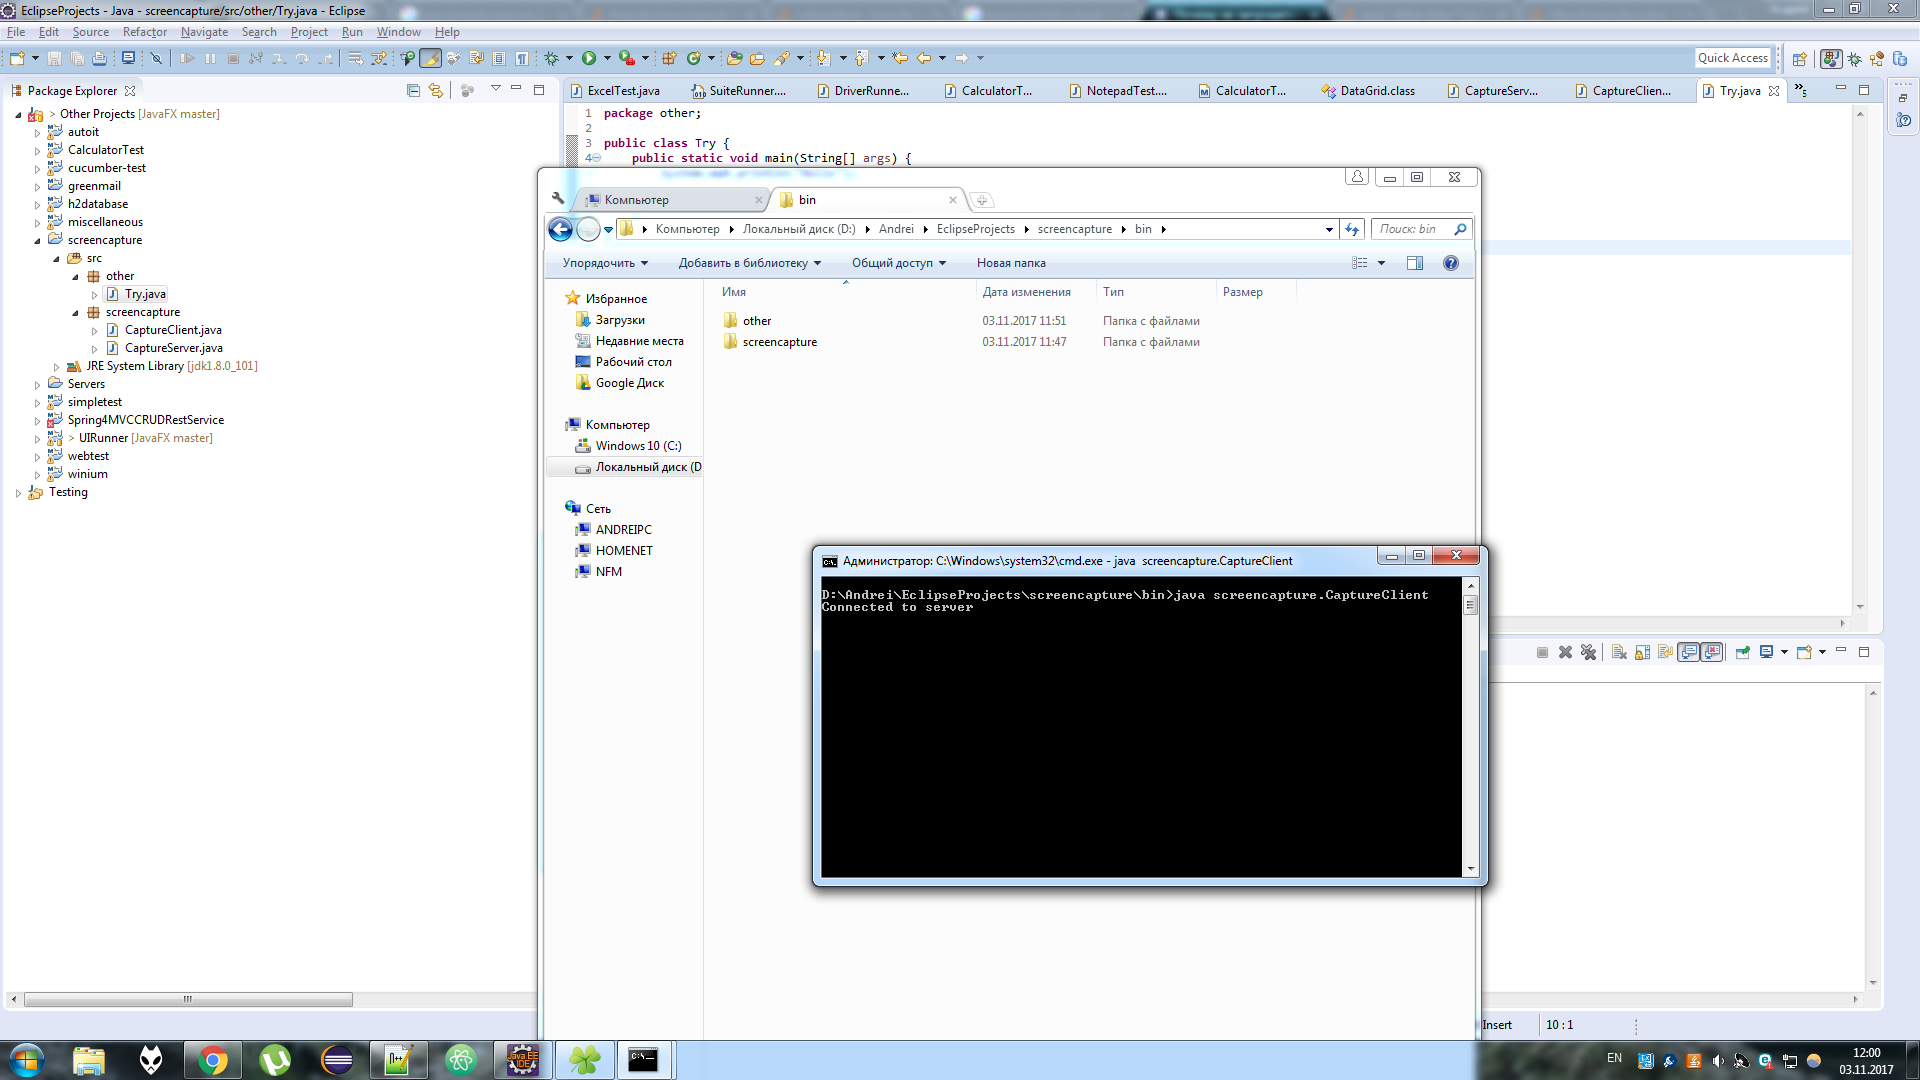 EclipseProjects - Java - screencapture/src/other/Try.java - Eclipse
File Edit Source Refactor Navigate Search Project Run Window Help
Quick Access
Package Explorer
> Other Projects [JavaFX master]
autoit
CalculatorTest
cucumber-test
greenmail
h2database
miscellaneous
screencapture
src
other
Try.java
screencapture
CaptureClient.java
CaptureServer.java
JRE System Library [jdk1.8.0_101]
Servers
simpletest
Spring4MVCCRUDRestService
> UIRunner [JavaFX master]
webtest
winium
Testing
ExcelTest.java SuiteRunner.... DriverRunne... CalculatorT... NotepadTest.... CalculatorT... DataGrid.class CaptureServ... CaptureClien... Try.java »5
1 package other;
2
3 public class Try {
4 public static void main(String[] args) {
Компьютер bin
Компьютер Локальный диск (D:) Andrei EclipseProjects screencapture bin
Поиск: bin
Упорядочить Добавить в библиотеку Общий доступ Новая папка
Имя Дата изменения Тип Размер
other 03.11.2017 11:51 Папка с файлами
screencapture 03.11.2017 11:47 Папка с файлами
Избранное
Загрузки
Недавние места
Рабочий стол
Google Диск
Компьютер
Windows 10 (C:)
Локальный диск (D
Сеть
ANDREIPC
HOMENET
NFM
Администратор: C:\Windows\system32\cmd.exe - java screencapture.CaptureClient
D:\Andrei\EclipseProjects\screencapture\bin>java screencapture.CaptureClient
Connected to server
Insert 10 : 1
Java EE
IDE
EN
12:00
03.11.2017